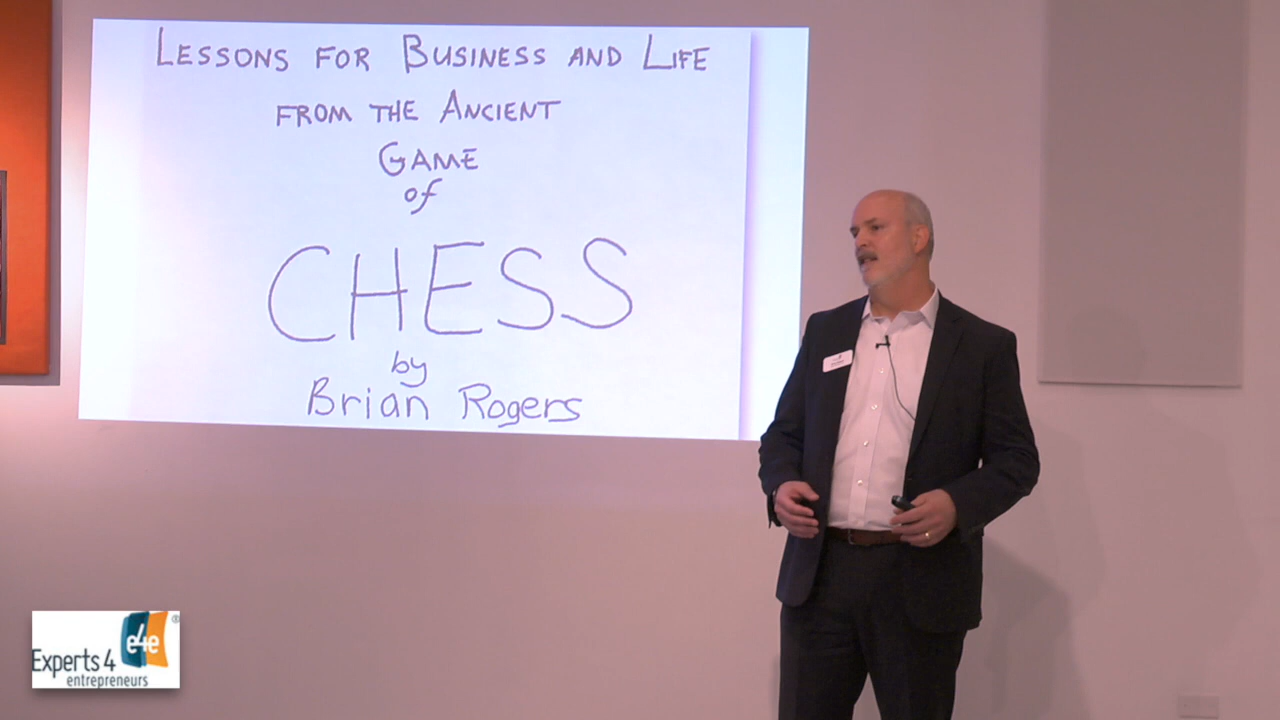 LESSONS FOR BUSINESS AND LIFE
FROM THE ANCIENT
GAME
of
CHESS
by
Brian Rogers
e4e®
Experts 4
entrepreneurs